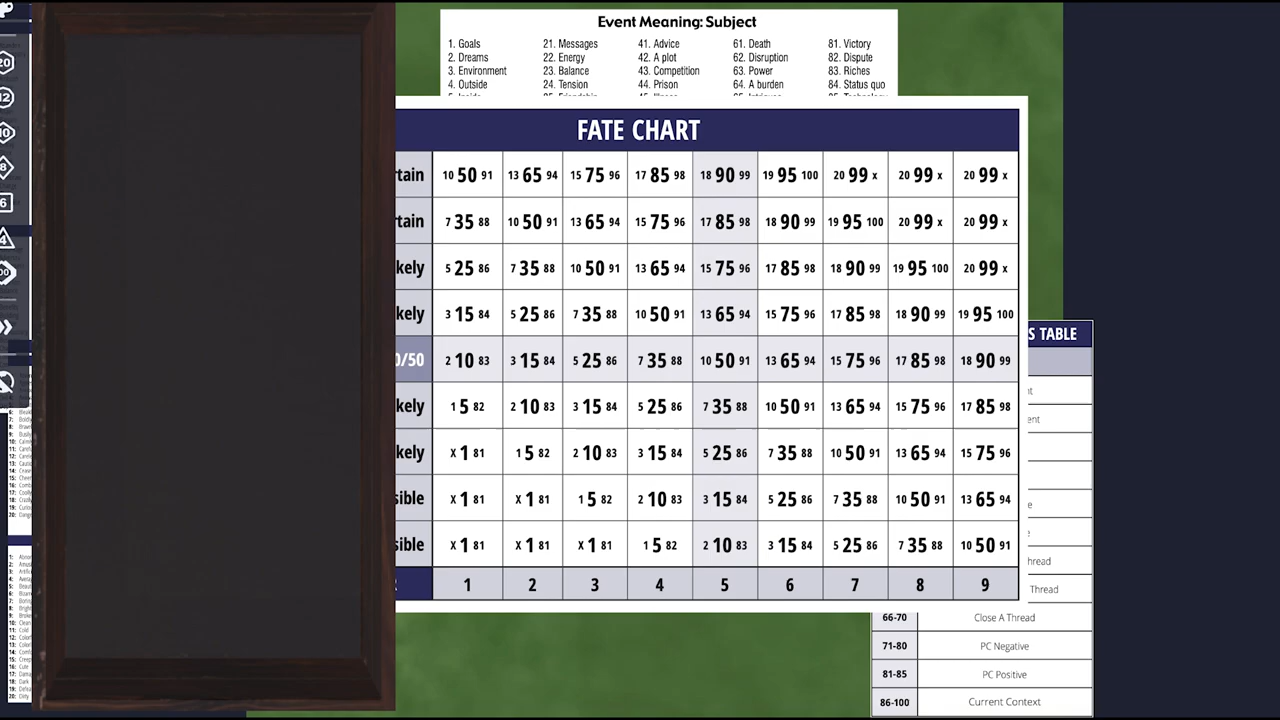 Event Meaning: Subject
1. Goals 21. Messages 41. Advice 61. Death 81. Victory
2. Dreams 22. Energy 42. A plot 62. Disruption 82. Dispute
3. Environment 23. Balance 43. Competition 63. Power 83. Riches
4. Outside 24. Tension 44. Prison 64. A burden 84. Status quo
FATE CHART
rtain 10 50 91 13 65 94 15 75 96 17 85 98 18 90 99 19 95 100 20 99 x 20 99 x 20 99 x
rtain 7 35 88 10 50 91 13 65 94 15 75 96 17 85 98 18 90 99 19 95 100 20 99 x 20 99 x
kely 5 25 86 7 35 88 10 50 91 13 65 94 15 75 96 17 85 98 18 90 99 19 95 100 20 99 x
kely 3 15 84 5 25 86 7 35 88 10 50 91 13 65 94 15 75 96 17 85 98 18 90 99 19 95 100
0/50 2 10 83 3 15 84 5 25 86 7 35 88 10 50 91 13 65 94 15 75 96 17 85 98 18 90 99
kely 1 5 82 2 10 83 3 15 84 5 25 86 7 35 88 10 50 91 13 65 94 15 75 96 17 85 98
kely X 1 81 1 5 82 2 10 83 3 15 84 5 25 86 7 35 88 10 50 91 13 65 94 15 75 96
sible X 1 81 X 1 81 1 5 82 2 10 83 3 15 84 5 25 86 7 35 88 10 50 91 13 65 94
sible X 1 81 X 1 81 X 1 81 1 5 82 2 10 83 3 15 84 5 25 86 7 35 88 10 50 91
1 2 3 4 5 6 7 8 9
S TABLE
nt
ent
e
e
hread
Thread
66-70 Close A Thread
71-80 PC Negative
81-85 PC Positive
86-100 Current Context
20
12
10
8
6
4